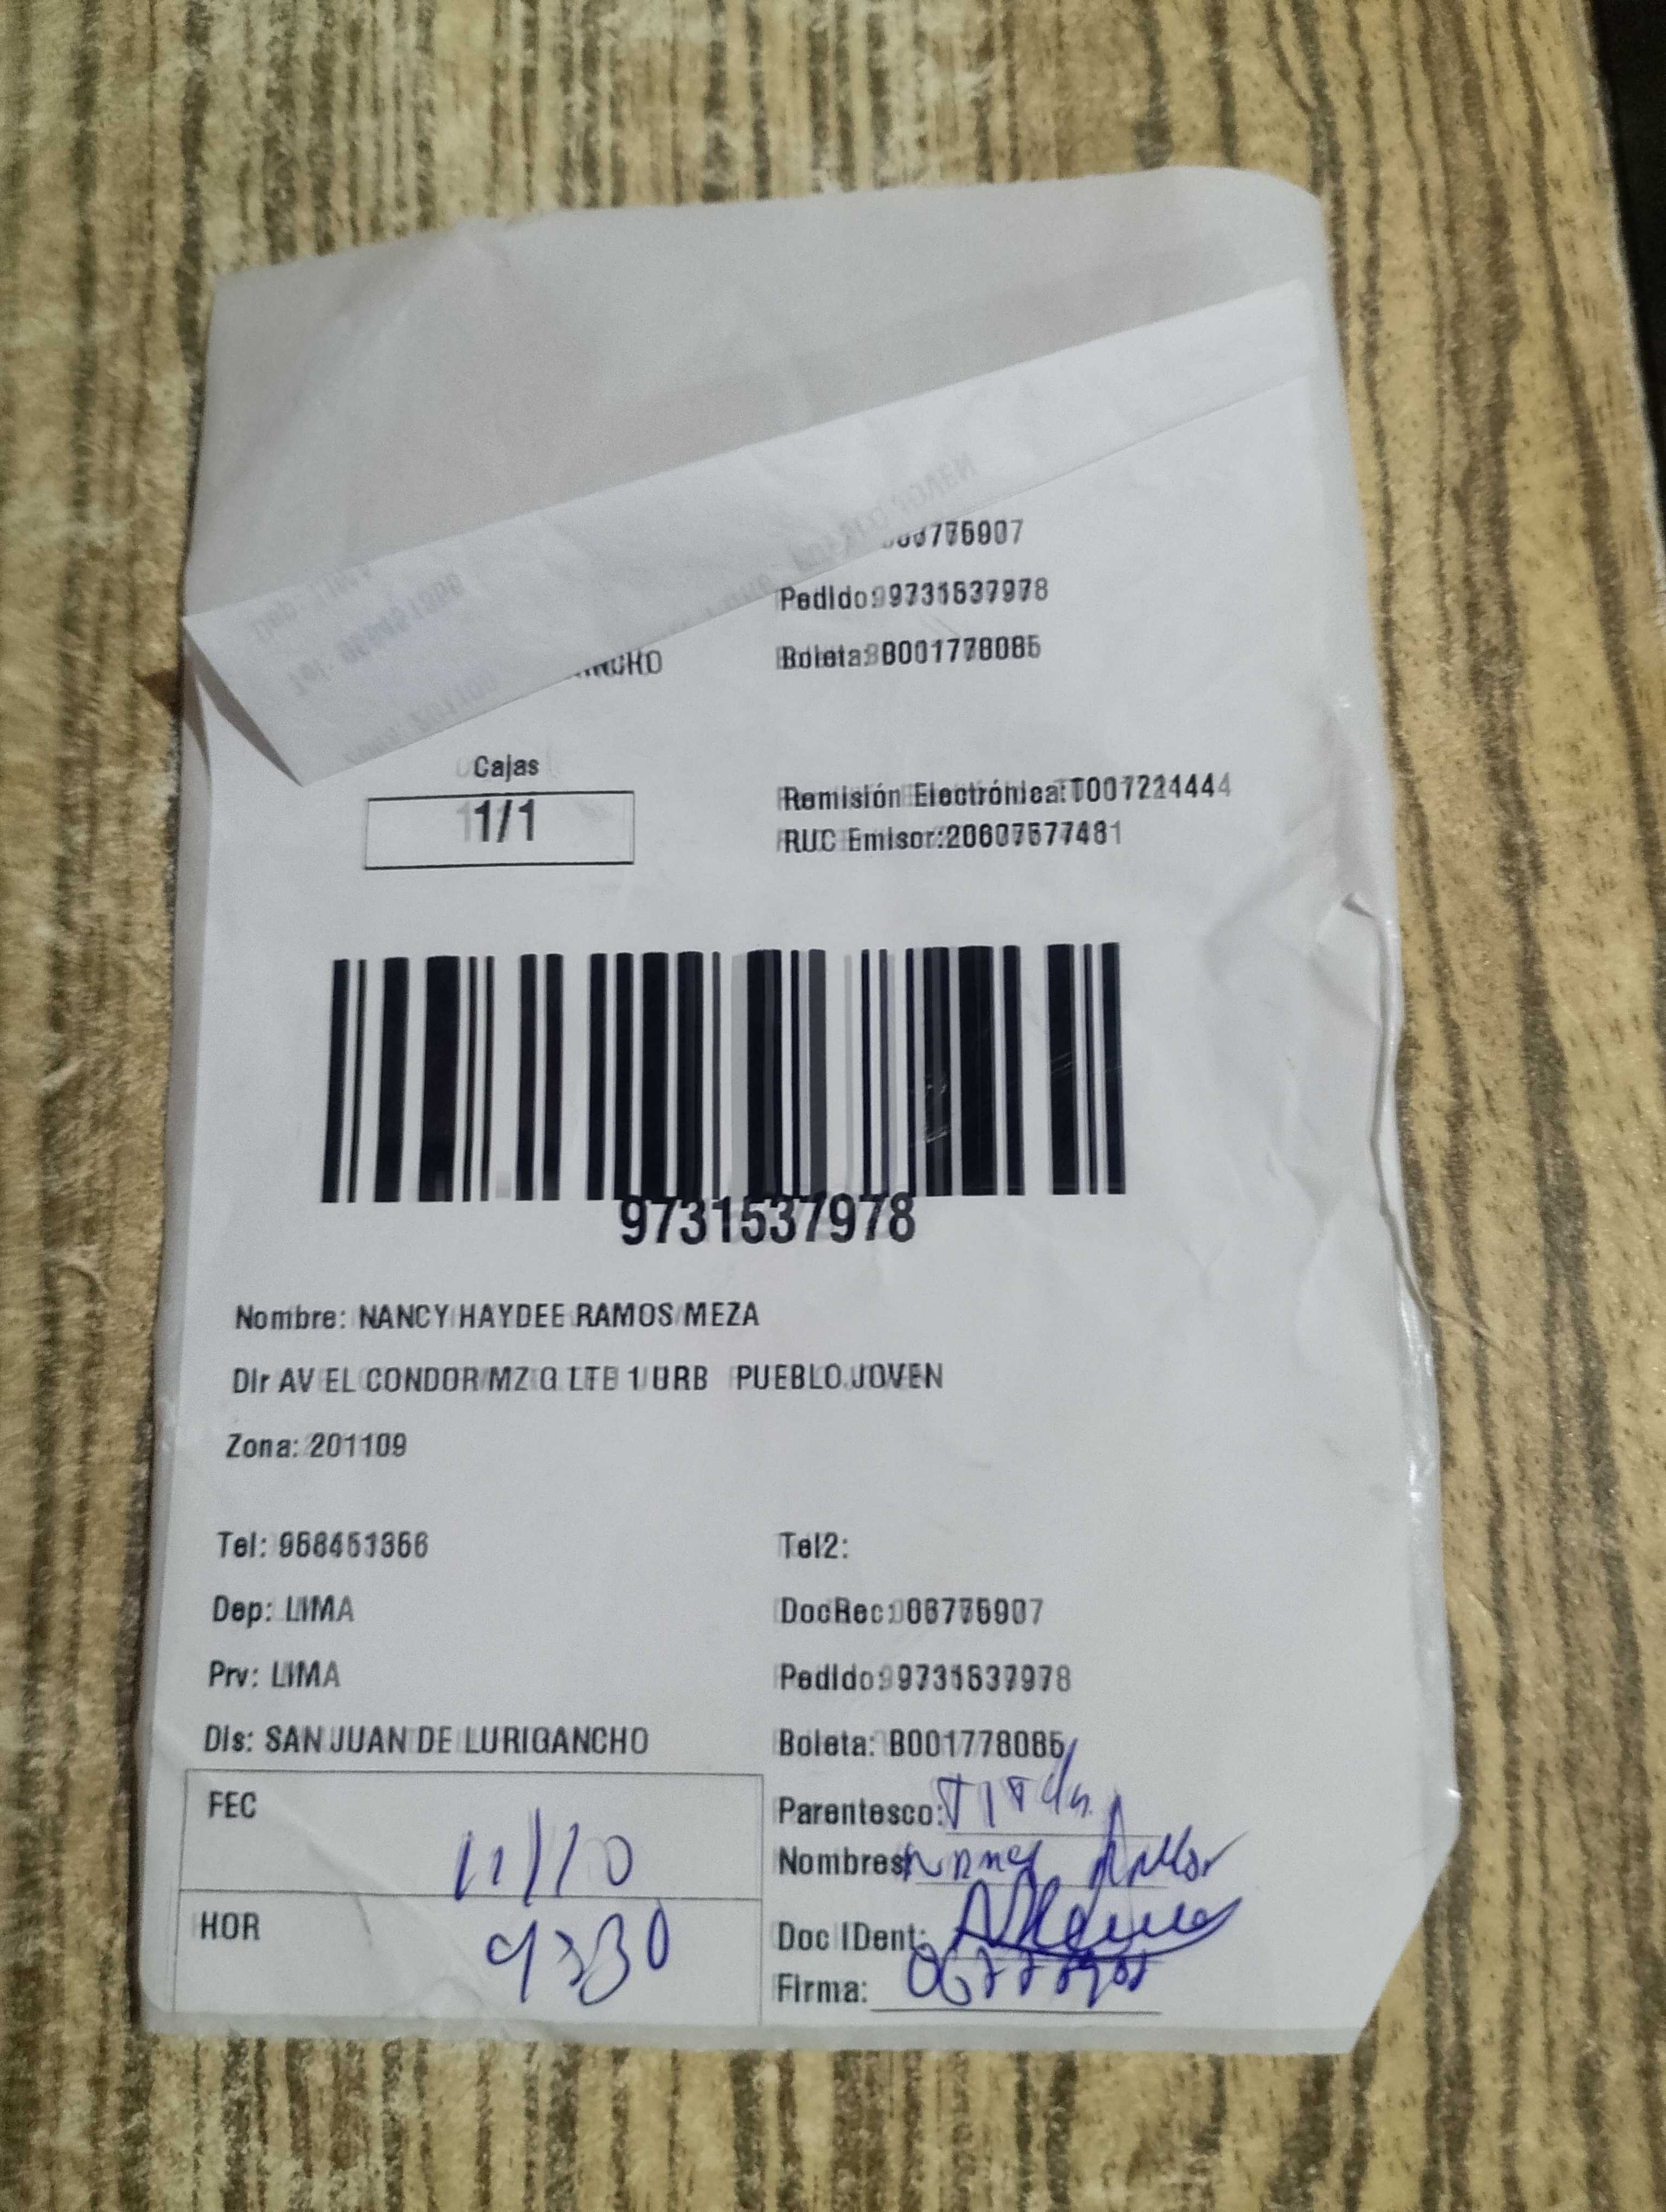 Pedido: 9731537978
Boleta: B001778085
Cajas
1/1
Remisión Electrónica:T007224444
RUC Emisor:20607577481
9731537978
Nombre: NANCY HAYDEE RAMOS MEZA
Dir AV EL CONDOR MZ G LTE 1 URB PUEBLO JOVEN
Zona: 201109
Tel: 958451356
Tel2:
Dep: LIMA
DocRec: 06775907
Prv: LIMA
Pedido: 9731537978
Dis: SAN JUAN DE LURIGANCHO
Boleta: B001778085
FEC
11/10
Parentesco:
Nombres:
HOR
Doc IDent:
Firma: